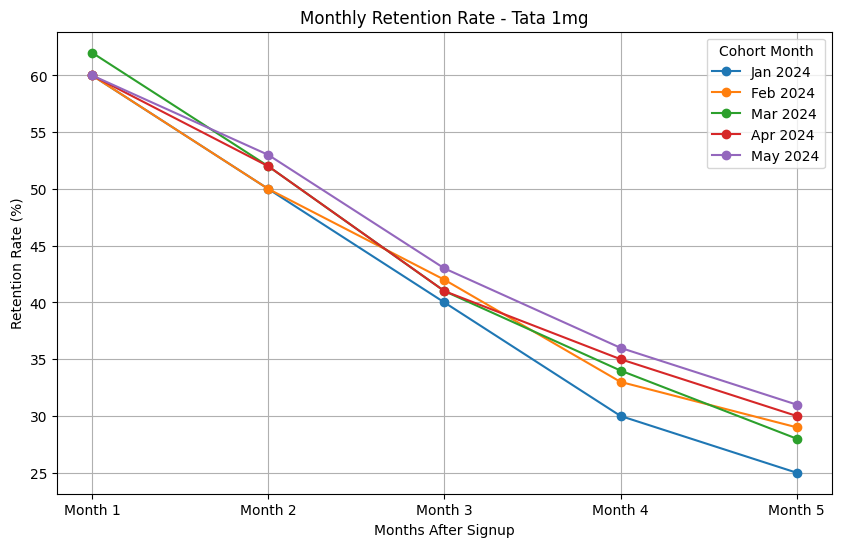 Monthly Retention Rate - Tata 1mg
Cohort Month
Jan 2024
Feb 2024
Mar 2024
Apr 2024
May 2024
Retention Rate (%)
60
55
50
45
40
35
30
25
Month 1 Month 2 Month 3 Month 4 Month 5
Months After Signup